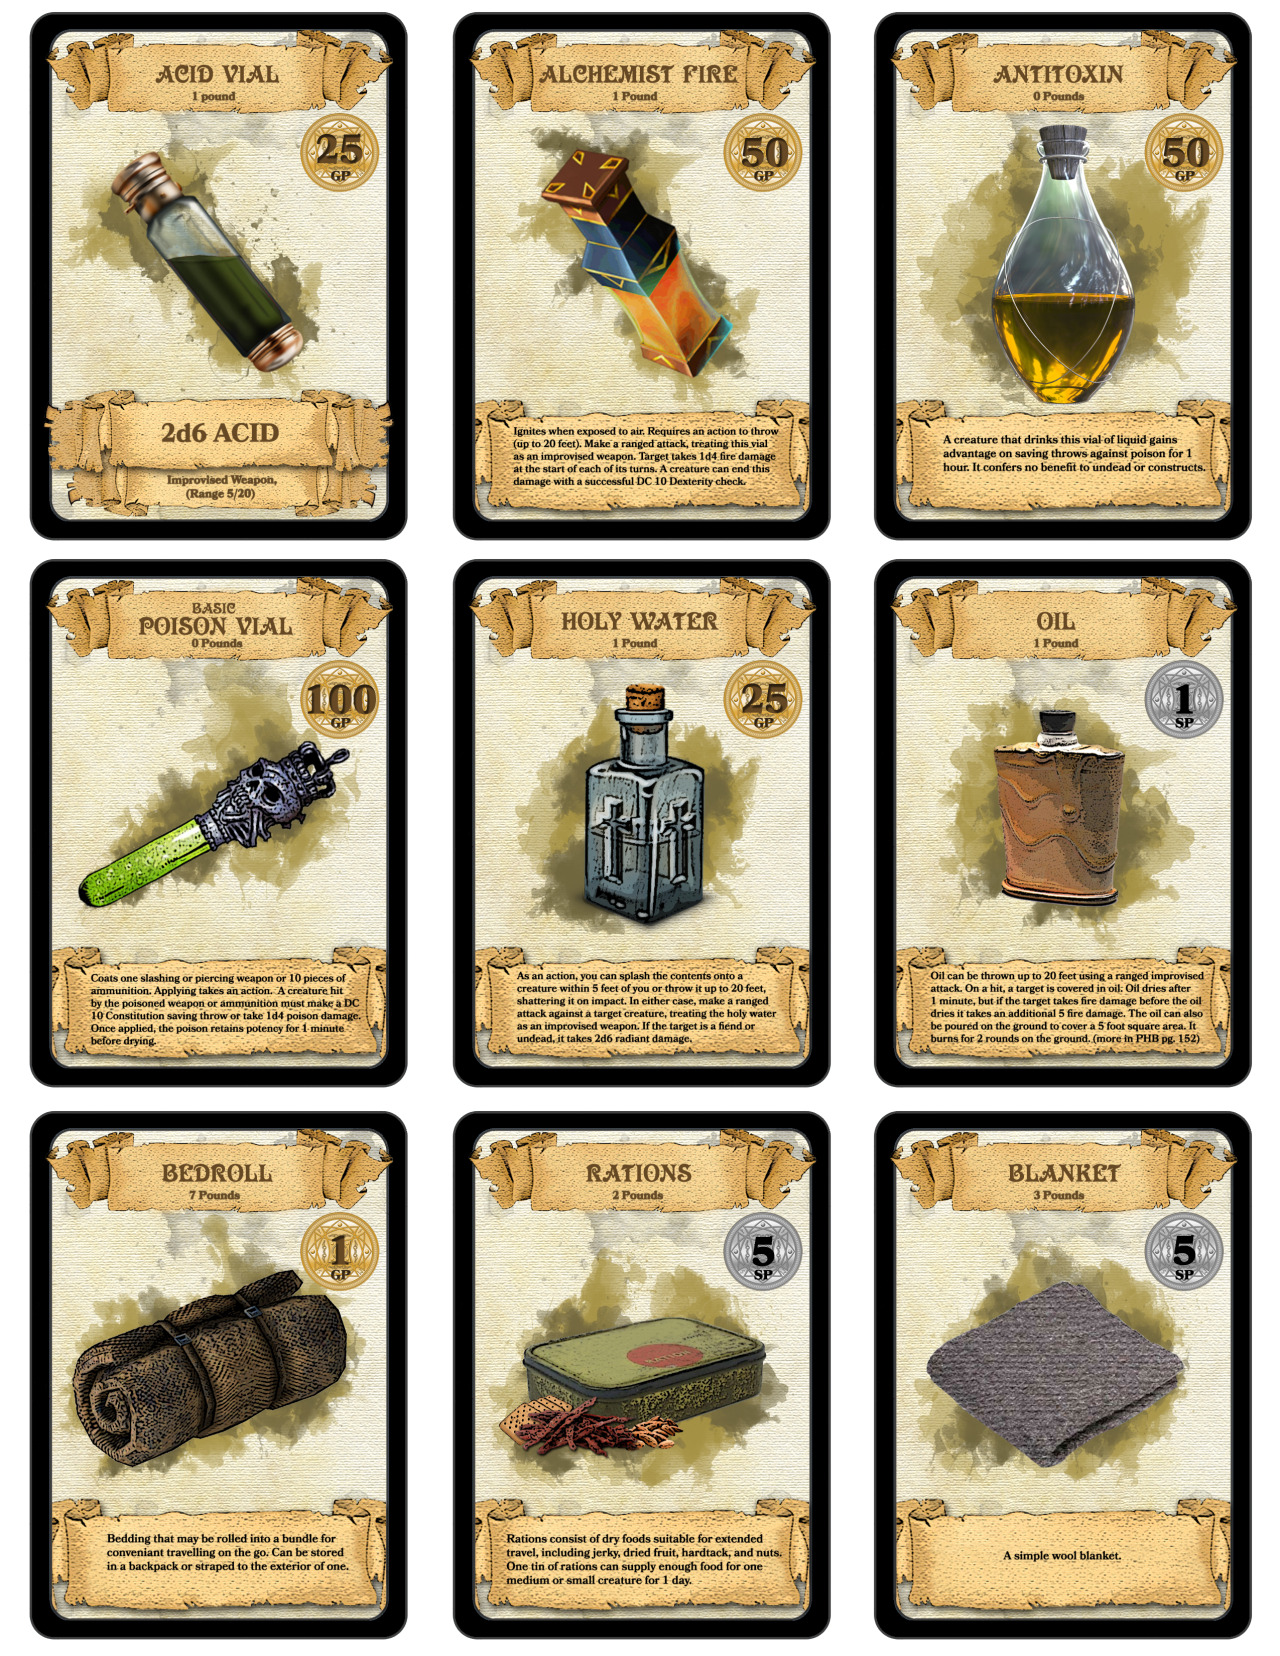 ACID VIAL
1 pound
25
GP
2d6 ACID
Improvised Weapon,
(Range 5/20)
ALCHEMIST FIRE
1 Pound
50
GP
Ignites when exposed to air. Requires an action to throw
(up to 20 feet). Make a ranged attack, treating this vial
as an improvised weapon. Target takes 1d4 fire damage
at the start of each of its turns. A creature can end this
damage with a successful DC 10 Dexterity check.
ANTITOXIN
0 Pounds
50
GP
A creature that drinks this vial of liquid gains
advantage on saving throws against poison for 1
hour. It confers no benefit to undead or constructs.
BASIC
POISON VIAL
0 Pounds
100
GP
Coats one slashing or piercing weapon or 10 pieces of
ammunition. Applying takes an action. A creature hit
by the poisoned weapon or ammunition must make a DC
10 Constitution saving throw or take 1d4 poison damage.
Once applied, the poison retains potency for 1 minute
before drying.
HOLY WATER
1 Pound
25
GP
As an action, you can splash the contents onto a
creature within 5 feet of you or throw it up to 20 feet,
shattering it on impact. In either case, make a ranged
attack against a target creature, treating the holy water
as an improvised weapon. If the target is a fiend or
undead, it takes 2d6 radiant damage.
OIL
1 Pound
1
SP
Oil can be thrown up to 20 feet using a ranged improvised
attack. On a hit, a target is covered in oil. Oil dries after
1 minute, but if the target takes fire damage before the oil
dries it takes an additional 5 fire damage. The oil can also
be poured on the ground to cover a 5 foot square area. It
burns for 2 rounds on the ground. (more in PHB pg. 152)
BEDROLL
7 Pounds
1
GP
Bedding that may be rolled into a bundle for
conveniant travelling on the go. Can be stored
in a backpack or straped to the exterior of one.
RATIONS
2 Pounds
5
SP
RATION
Rations consist of dry foods suitable for extended
travel, including jerky, dried fruit, hardtack, and nuts.
One tin of rations can supply enough food for one
medium or small creature for 1 day.
BLANKET
3 Pounds
5
SP
A simple wool blanket.